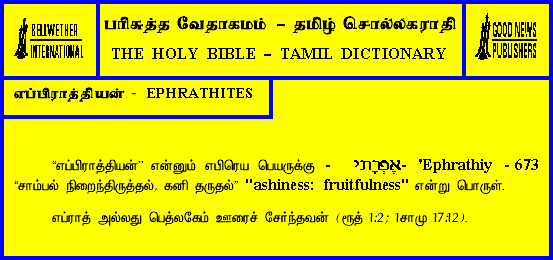 BELLWETHER
INTERNATIONAL
பரிசுத்த வேதாகமம் – தமிழ் சொல்லகராதி
THE HOLY BIBLE – TAMIL DICTIONARY
GOOD NEWS
PUBLISHERS
எப்பிராத்தியன் - EPHRATHITES
“எப்பிராத்தியன்” என்னும் எபிரெய பெயருக்கு - אֶפְרָתִי- 'Ephrathiy - 673
“சாம்பல் நிறைந்திருத்தல், கனி தருதல்” "ashiness: fruitfulness" என்று பொருள்.
எப்ராத் அல்லது பெத்லகேம் ஊரைச் சேர்ந்தவன் (ரூத் 1:2; 1சாமு 17:12).